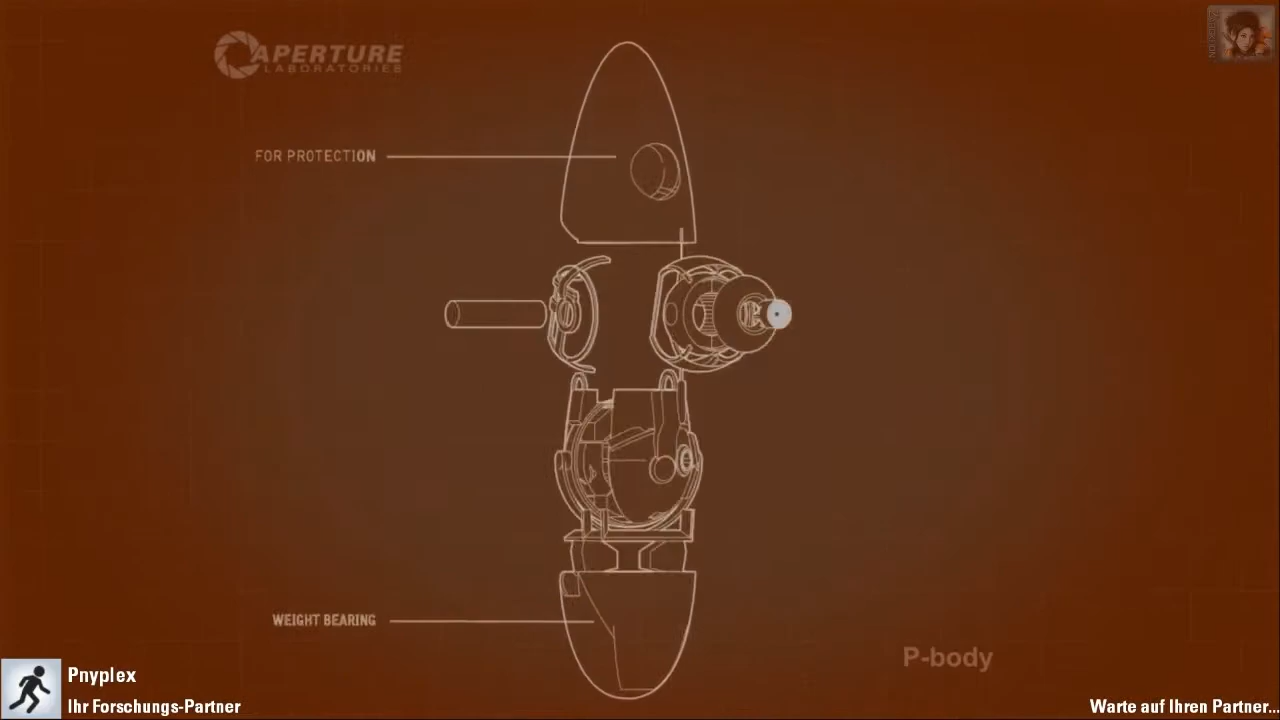 APERTURE
LABORATORIES
FOR PROTECTION
WEIGHT BEARING
P-body
Pnyplex
Ihr Forschungs-Partner
Warte auf Ihren Partner...